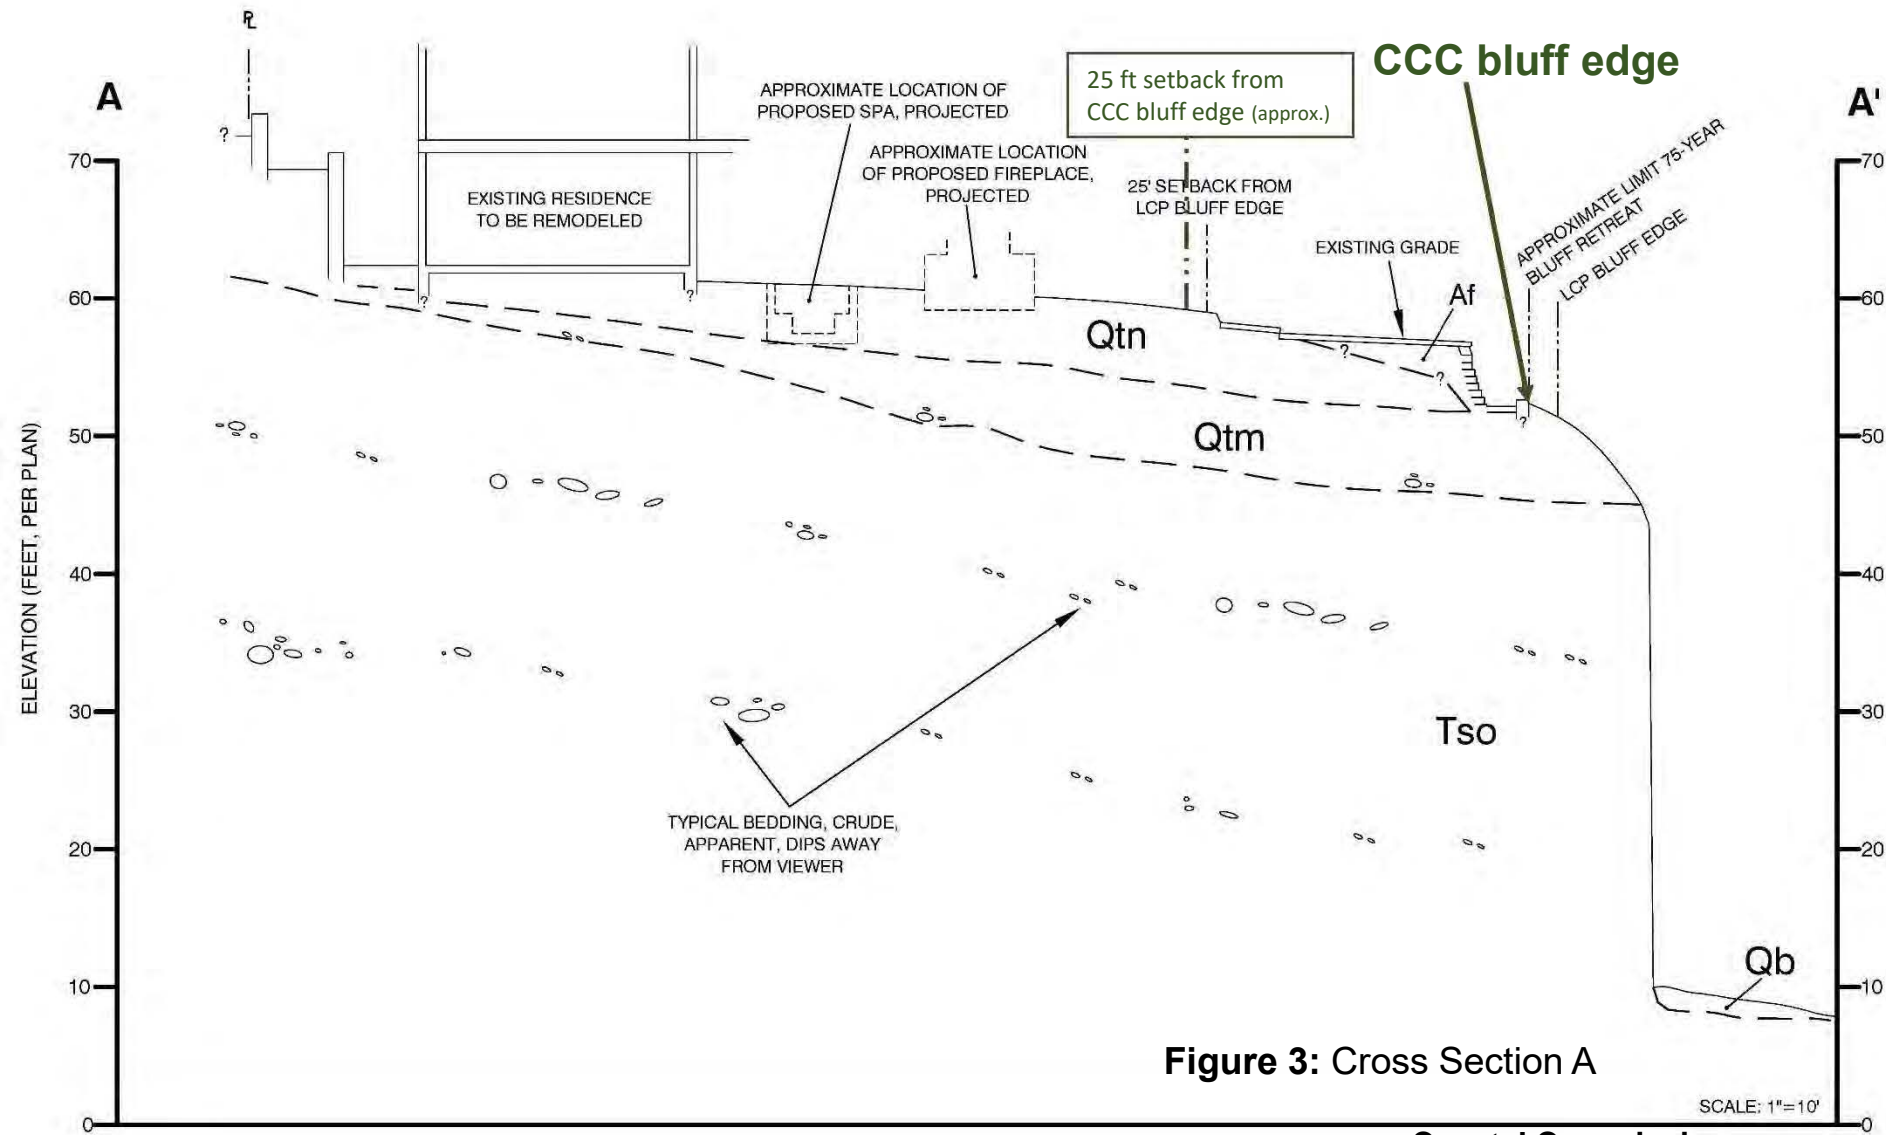 PL
A
A'
CCC bluff edge
25 ft setback from
CCC bluff edge (approx.)
APPROXIMATE LOCATION OF
PROPOSED SPA, PROJECTED
APPROXIMATE LOCATION
OF PROPOSED FIREPLACE,
PROJECTED
25' SETBACK FROM
LCP BLUFF EDGE
APPROXIMATE LIMIT 75-YEAR
BLUFF RETREAT
LCP BLUFF EDGE
EXISTING RESIDENCE
TO BE REMODELED
EXISTING GRADE
Af
?
?
?
?
?
?
Qtn
Qtm
Tso
Qb
TYPICAL BEDDING, CRUDE,
APPARENT, DIPS AWAY
FROM VIEWER
ELEVATION (FEET, PER PLAN)
70
60
50
40
30
20
10
0
70
60
50
40
30
20
10
0
Figure 3: Cross Section A
SCALE: 1"=10'